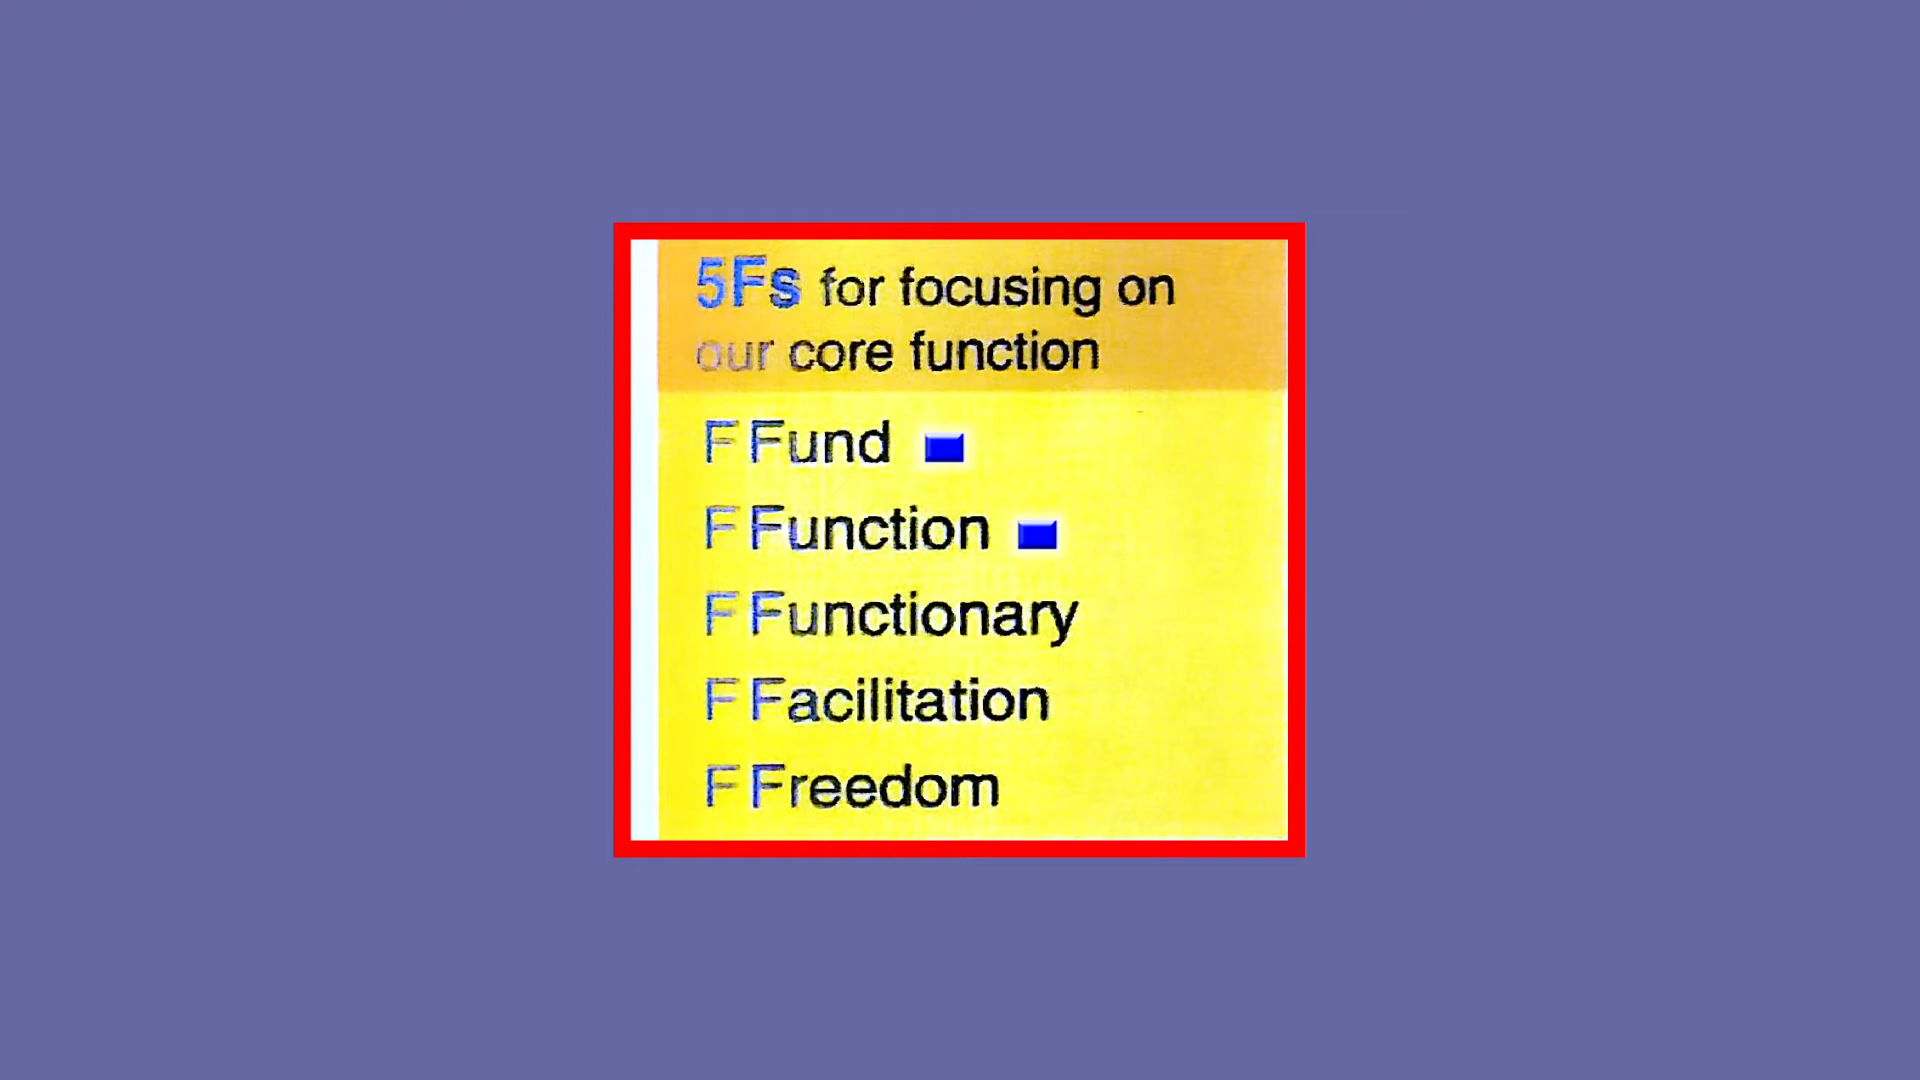 5Fs for focusing on
our core function
F Fund
F Function
F Functionary
F Facilitation
F Freedom